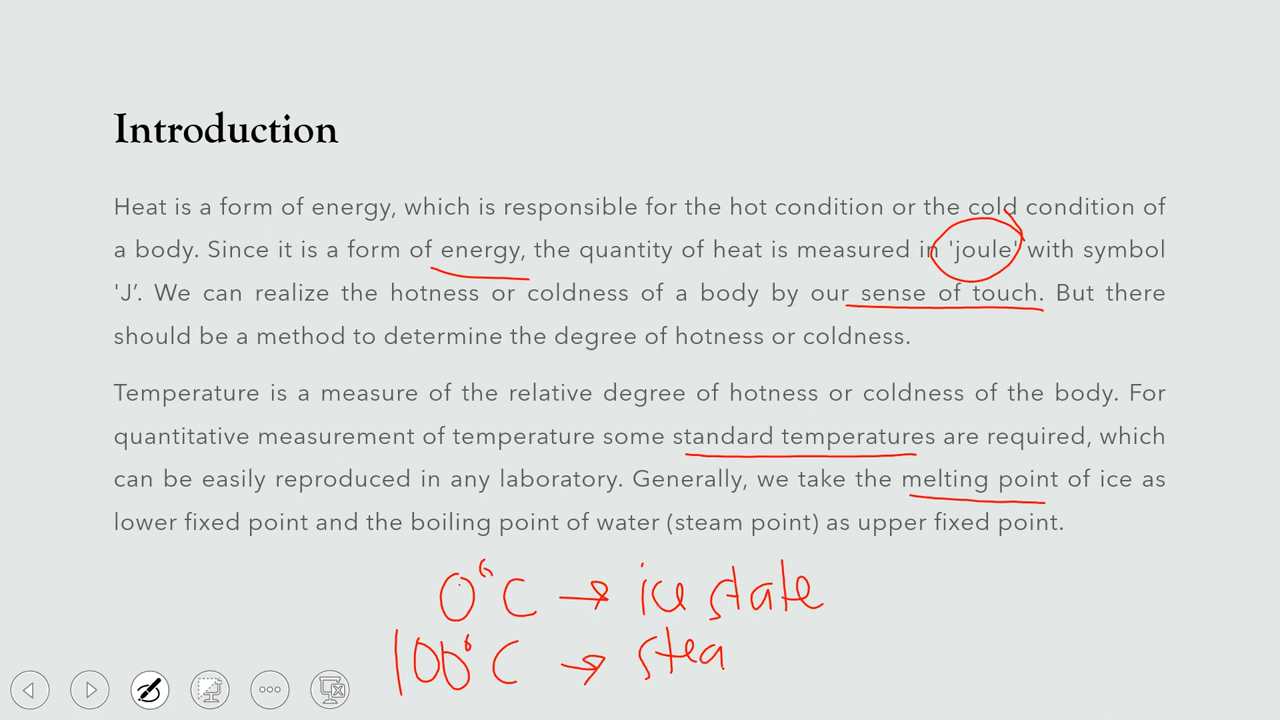 Introduction
Heat is a form of energy, which is responsible for the hot condition or the cold condition of
a body. Since it is a form of energy, the quantity of heat is measured in 'joule' with symbol
'J’. We can realize the hotness or coldness of a body by our sense of touch. But there
should be a method to determine the degree of hotness or coldness.
Temperature is a measure of the relative degree of hotness or coldness of the body. For
quantitative measurement of temperature some standard temperatures are required, which
can be easily reproduced in any laboratory. Generally, we take the melting point of ice as
lower fixed point and the boiling point of water (steam point) as upper fixed point.
0°C → ice state
100°C → stea